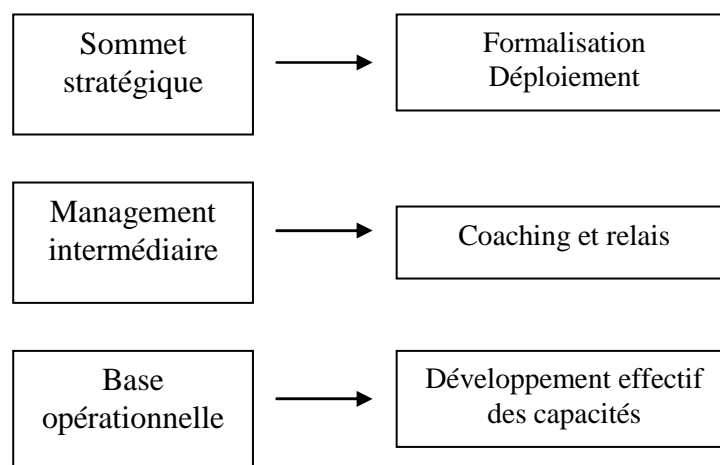 Sommet
stratégique
Formalisation
Déploiement
Management
intermédiaire
Coaching et relais
Base
opérationnelle
Développement effectif
des capacités